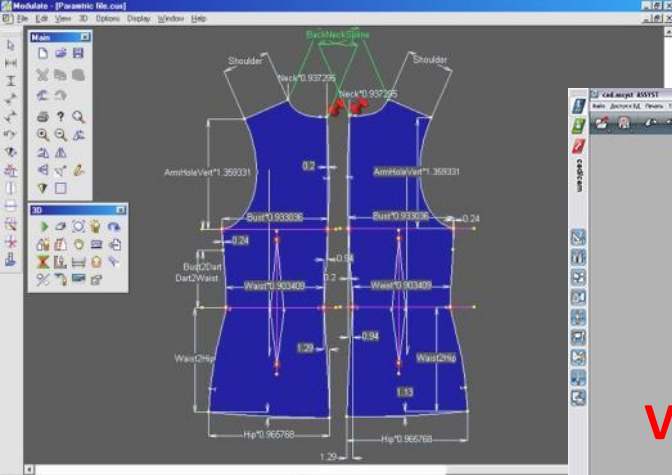 Modulate - [Parametric file.cus]
File Edit View 3D Options Display Window Help
Main
3D
BackNeckSpline
Shoulder
Shoulder
Neck*0.937295
Neck*0.937295
0.2
ArmHoleVert*1.359331
ArmHoleVert*1.359331
Bust*0.933036
Bust*0.933036
0.24
0.24
0.94
Bust2Dart
Dart2Waist
0.2
Waist*0.903409
Waist*0.903409
0.94
1.29
Waist2Hip
Waist2Hip
1.13
Hip*0.965768
Hip*0.965768
1.29
cad.assyst ASSYST
cad/cam
V